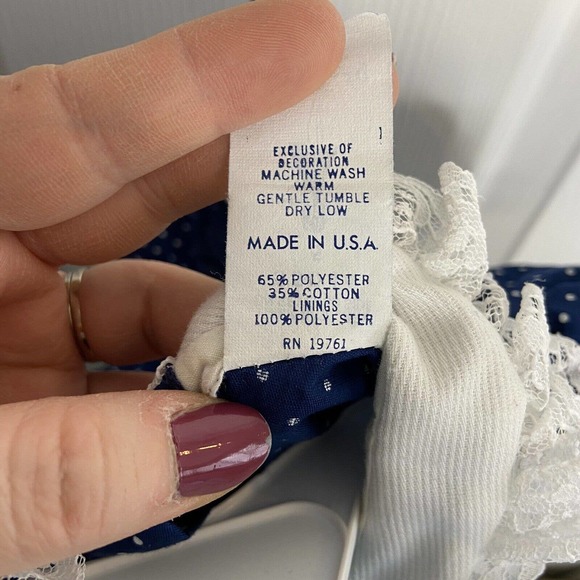 EXCLUSIVE OF
DECORATION
MACHINE WASH
WARM
GENTLE TUMBLE
DRY LOW
MADE IN U.S.A.
65% POLYESTER
35% COTTON
LININGS
100% POLYESTER
RN 19761